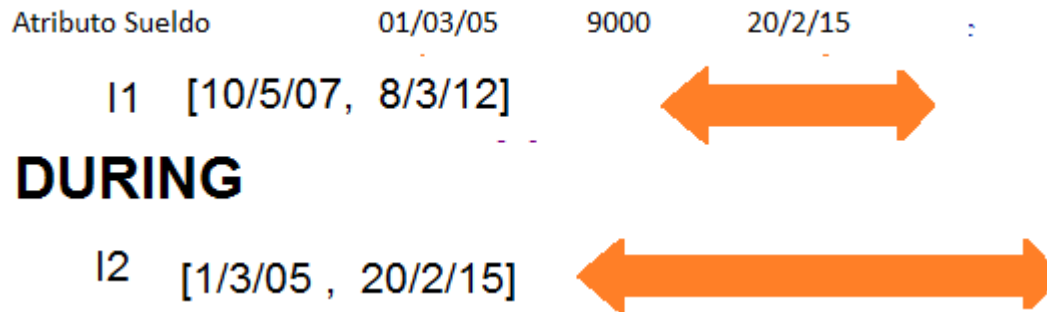 Atributo Sueldo 01/03/05 9000 20/2/15
I1 [10/5/07, 8/3/12]
DURING
I2 [1/3/05 , 20/2/15]